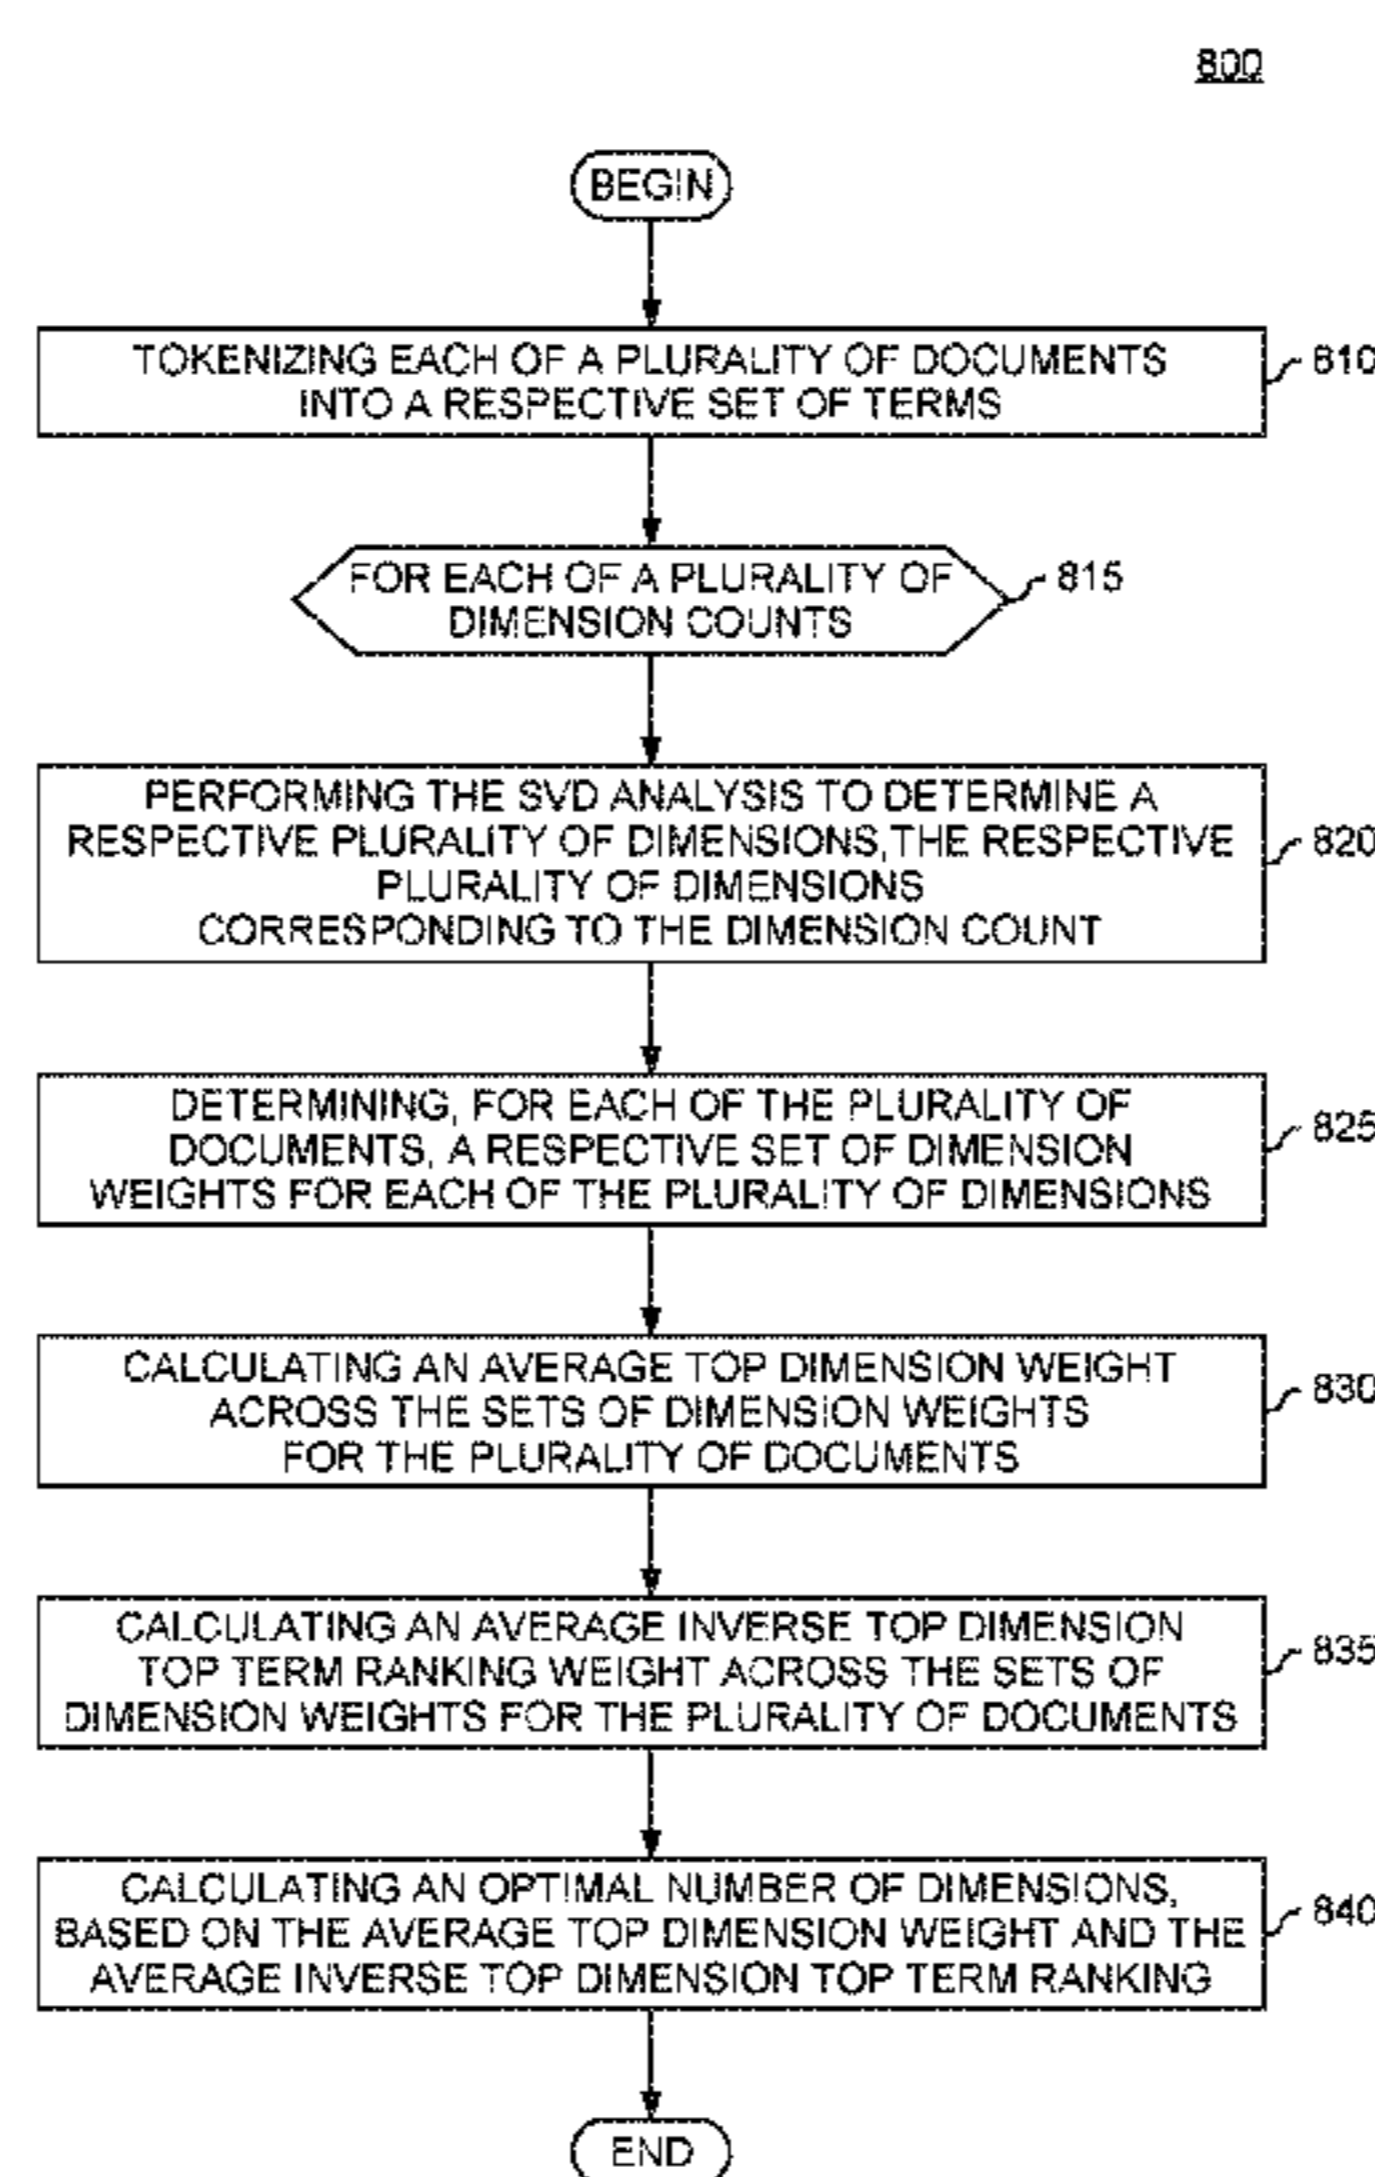 800
BEGIN
TOKENIZING EACH OF A PLURALITY OF DOCUMENTS
INTO A RESPECTIVE SET OF TERMS
810
FOR EACH OF A PLURALITY OF
DIMENSION COUNTS
815
PERFORMING THE SVD ANALYSIS TO DETERMINE A
RESPECTIVE PLURALITY OF DIMENSIONS, THE RESPECTIVE
PLURALITY OF DIMENSIONS
CORRESPONDING TO THE DIMENSION COUNT
820
DETERMINING, FOR EACH OF THE PLURALITY OF
DOCUMENTS, A RESPECTIVE SET OF DIMENSION
WEIGHTS FOR EACH OF THE PLURALITY OF DIMENSIONS
825
CALCULATING AN AVERAGE TOP DIMENSION WEIGHT
ACROSS THE SETS OF DIMENSION WEIGHTS
FOR THE PLURALITY OF DOCUMENTS
830
CALCULATING AN AVERAGE INVERSE TOP DIMENSION
TOP TERM RANKING WEIGHT ACROSS THE SETS OF
DIMENSION WEIGHTS FOR THE PLURALITY OF DOCUMENTS
835
CALCULATING AN OPTIMAL NUMBER OF DIMENSIONS,
BASED ON THE AVERAGE TOP DIMENSION WEIGHT AND THE
AVERAGE INVERSE TOP DIMENSION TOP TERM RANKING
840
END